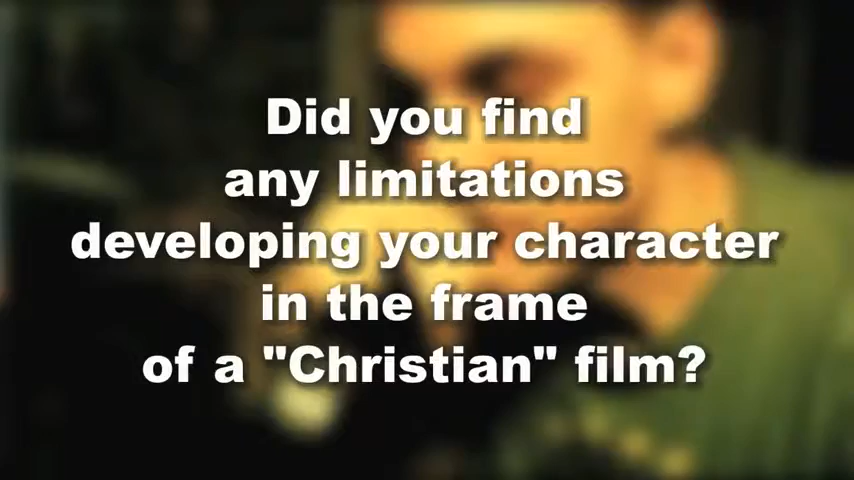 Did you find
any limitations
developing your character
in the frame
of a "Christian" film?